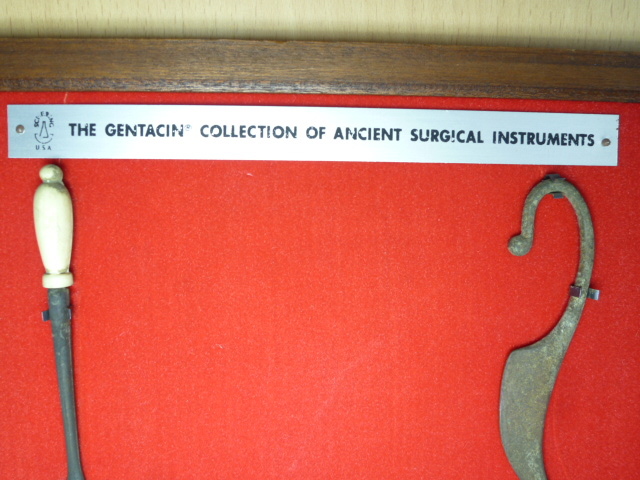 THE GENTACIN® COLLECTION OF ANCIENT SURGICAL INSTRUMENTS
USA